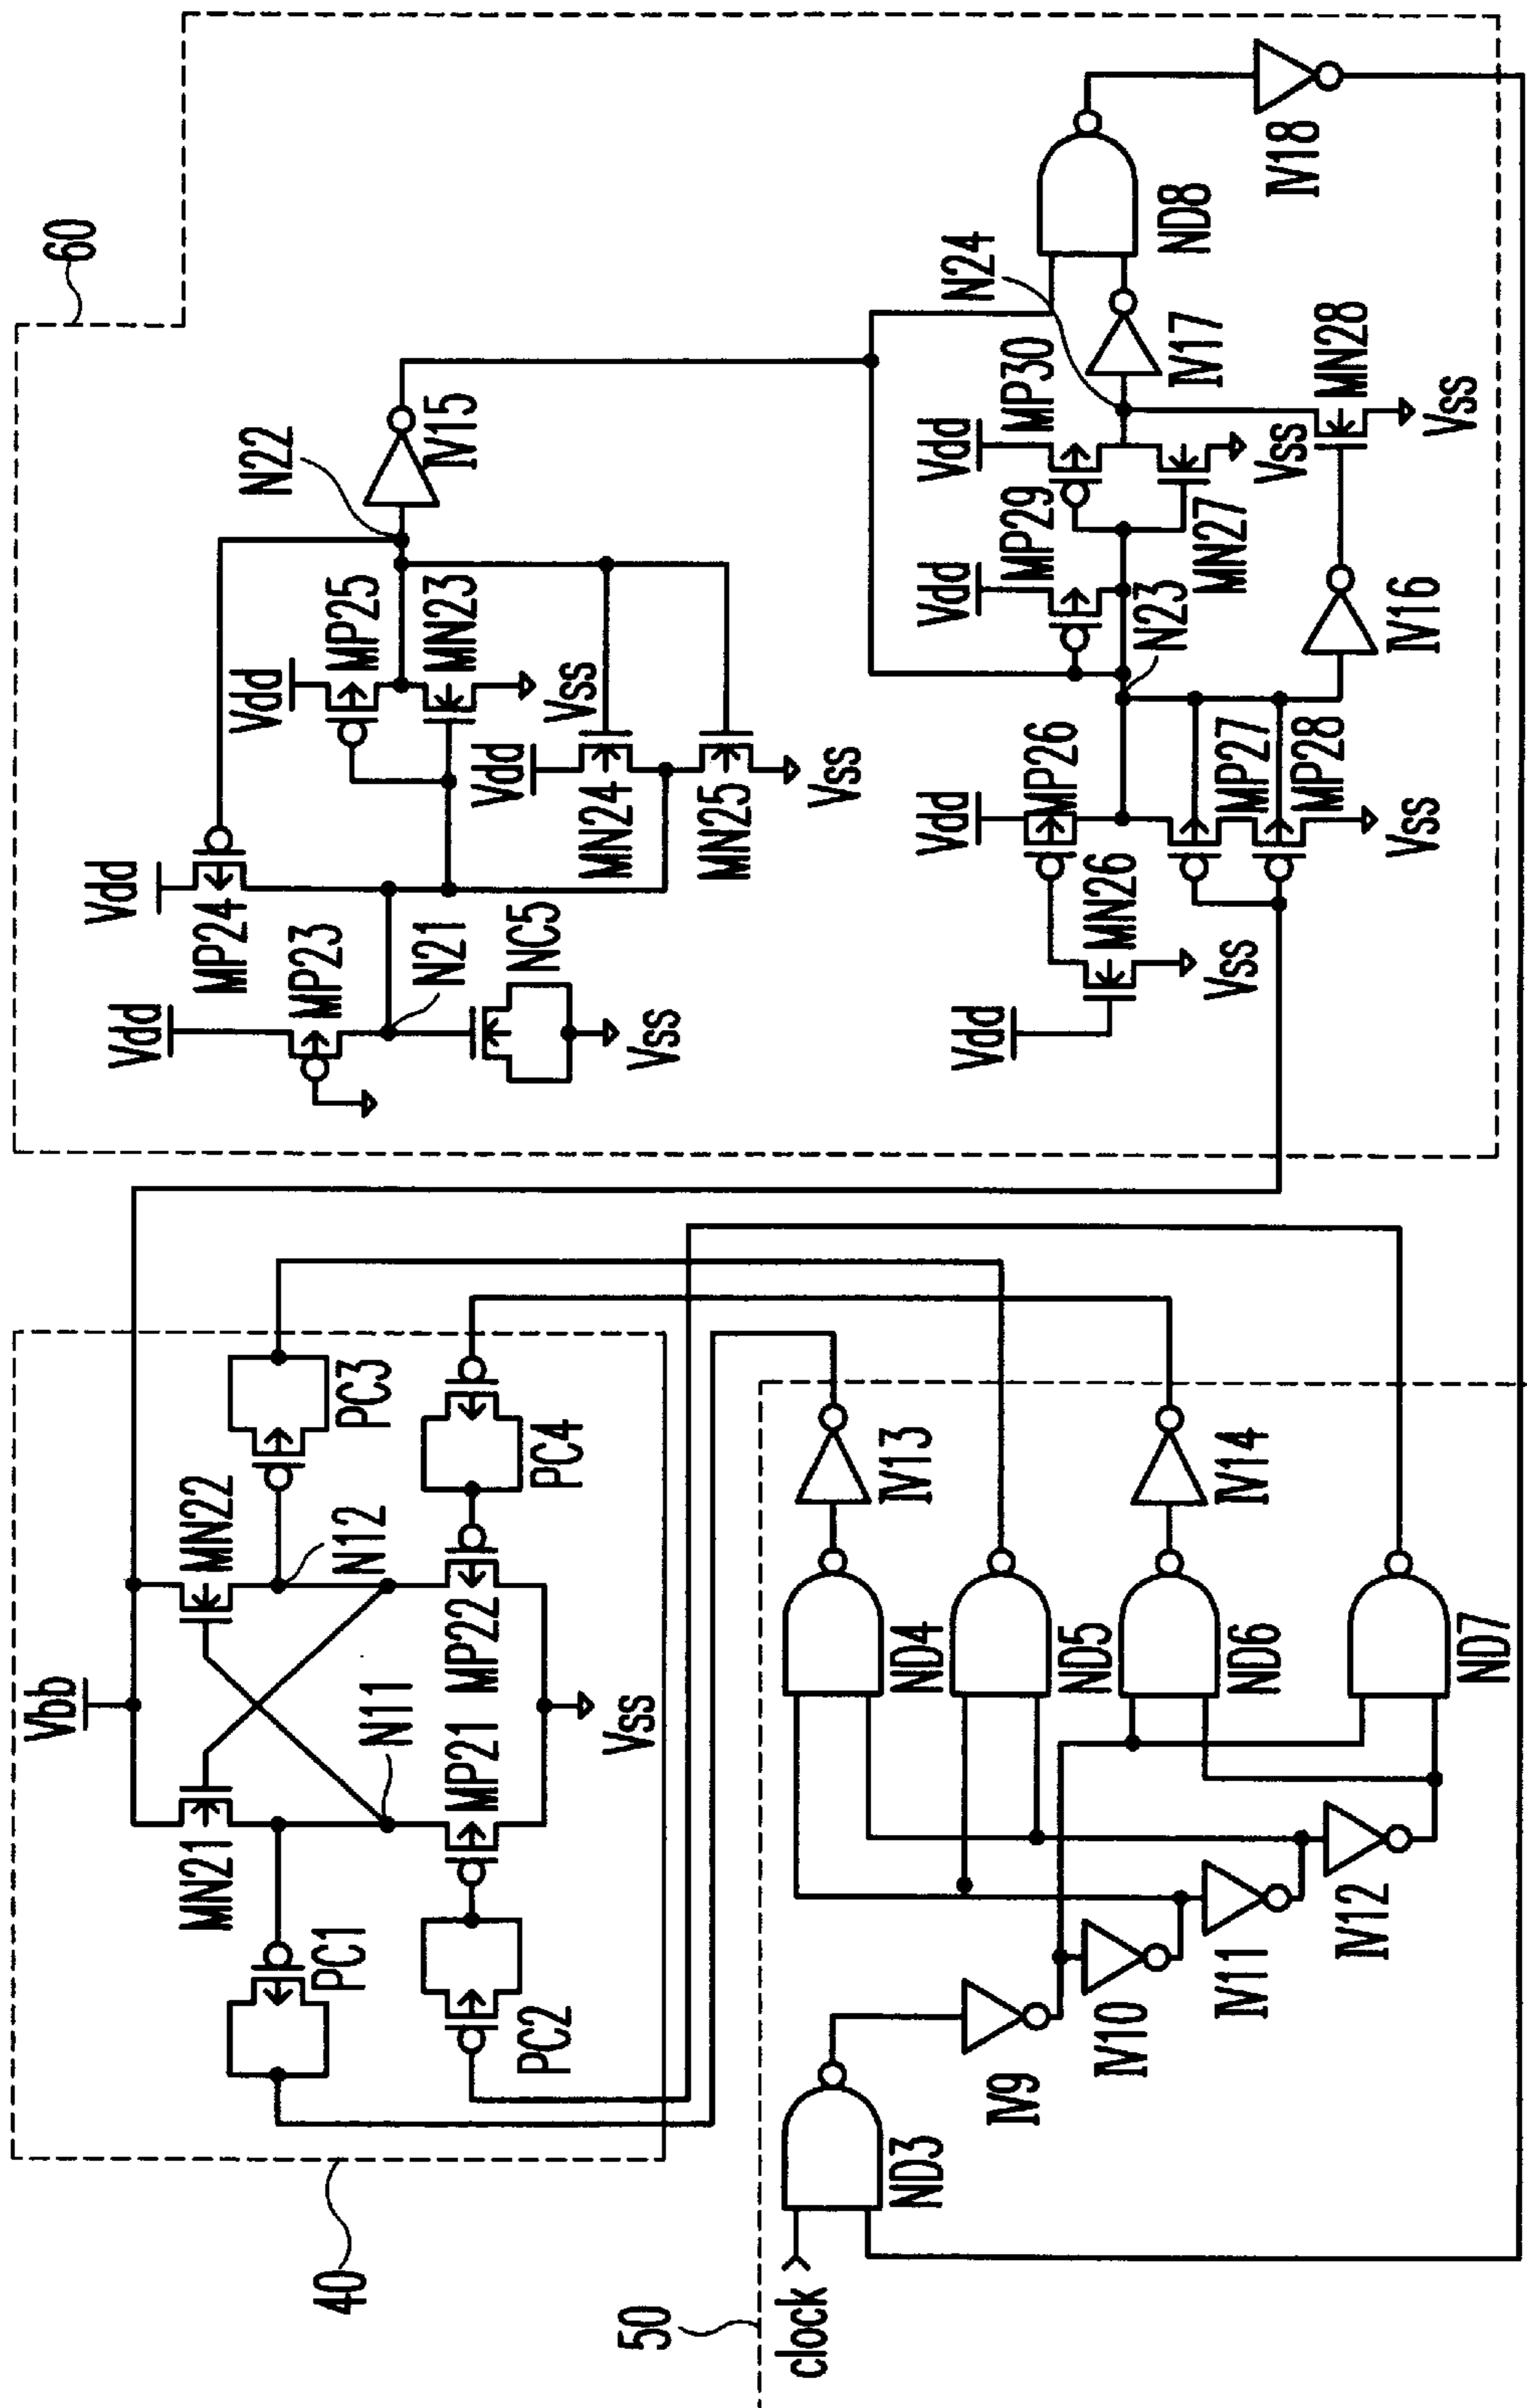 60
Vdd
MP24
Vdd
MP23
N21
NC5
Vss
N22
IV15
Vdd
MP25
MN23
Vss
Vdd
MN24
MN25
Vss
ND8
IV18
N24
Vdd
MP30
IV17
MN28
Vss
Vdd
MP29
MN27
Vss
N23
IV16
Vdd
MP26
MP27
MP28
Vss
Vdd
MN26
Vss
Vbb
MN22
PC3
N12
PC4
MP22
N11
MP21
Vss
MN21
PC1
PC2
40
IV13
IV14
ND4
ND5
ND6
ND7
IV12
IV11
IV10
IV9
ND3
clock
50